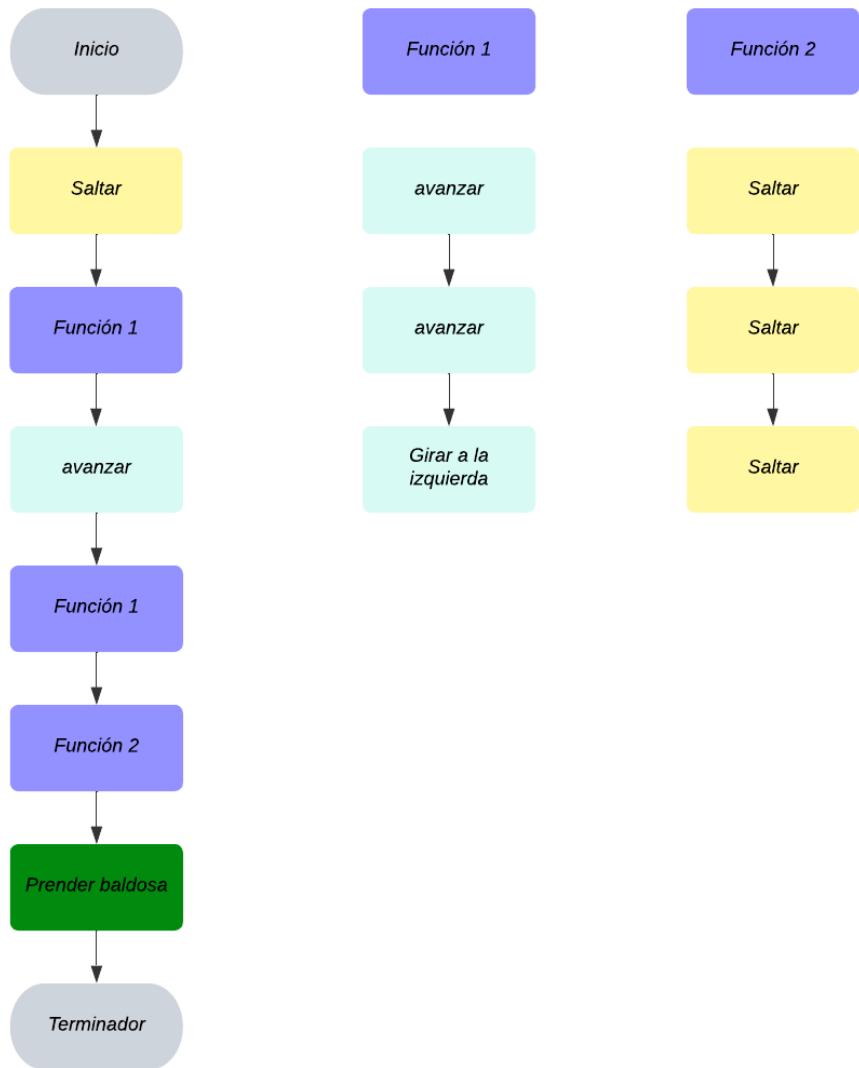 Inicio
Saltar
Función 1
avanzar
Función 1
Función 2
Prender baldosa
Terminador
Función 1
avanzar
avanzar
Girar a la
izquierda
Función 2
Saltar
Saltar
Saltar